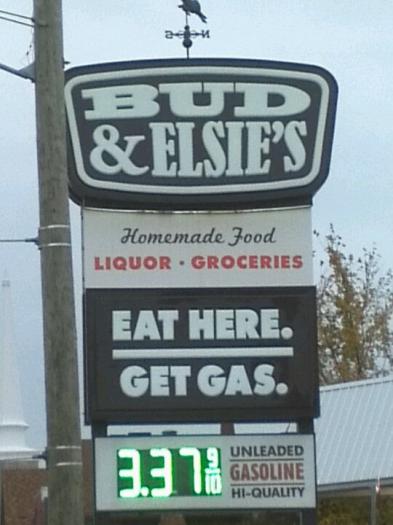 S N
BUD
& ELSIE'S
Homemade Food
LIQUOR • GROCERIES
EAT HERE.
GET GAS.
3.37 9/10
UNLEADED
GASOLINE
HI-QUALITY